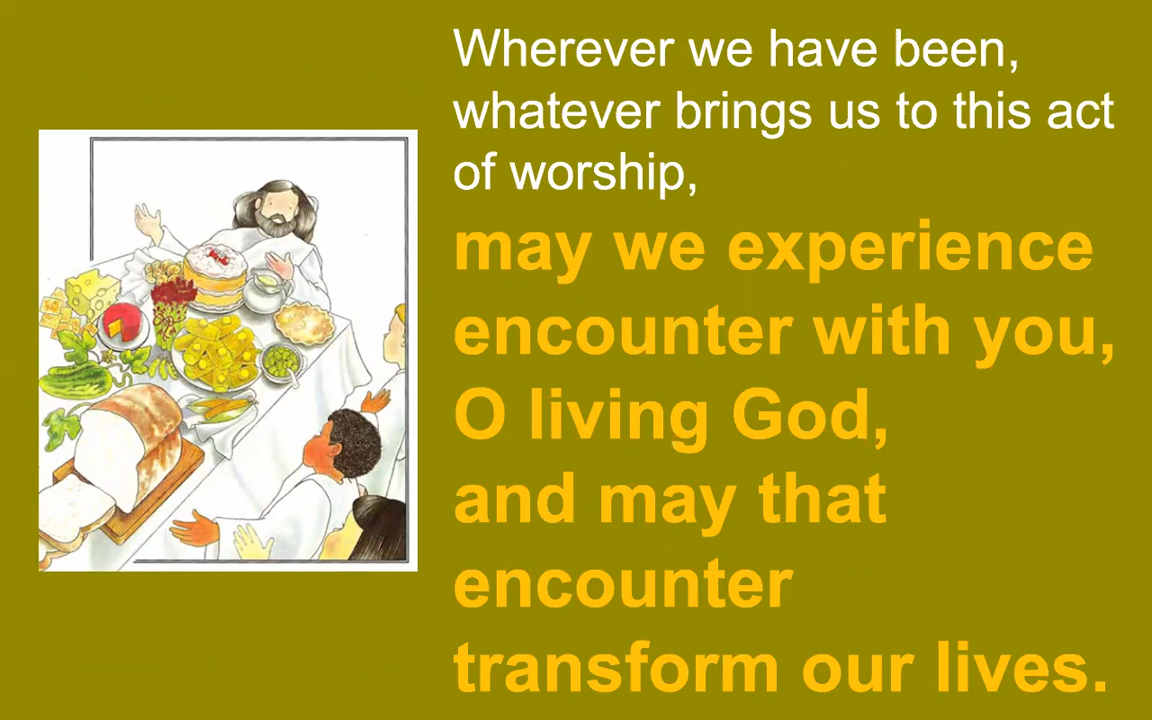 Wherever we have been,
whatever brings us to this act
of worship,
may we experience
encounter with you,
O living God,
and may that
encounter
transform our lives.